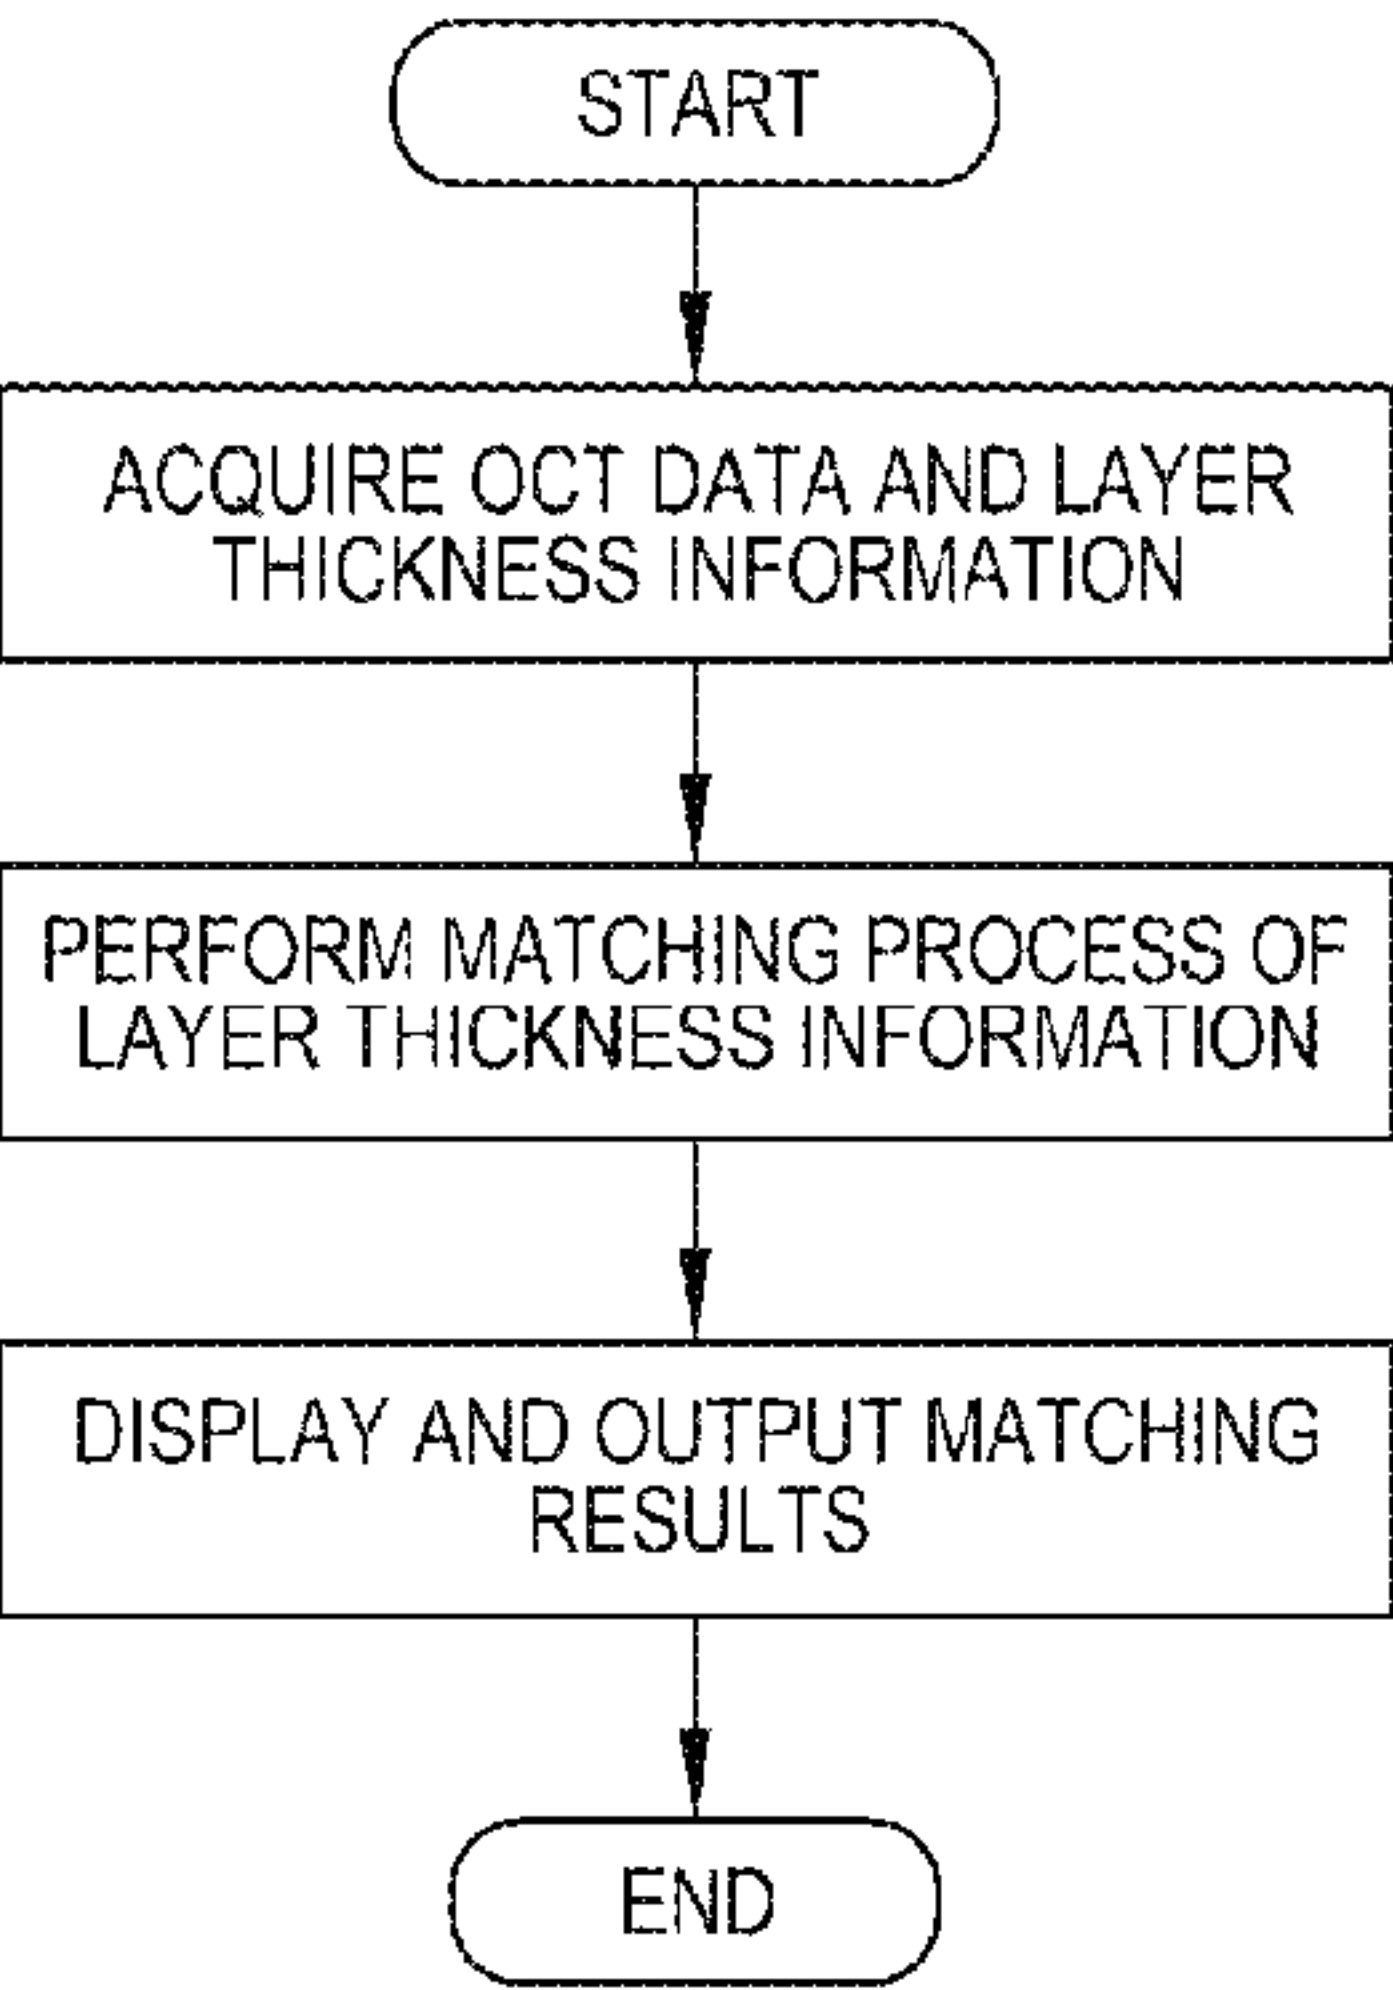 START
ACQUIRE OCT DATA AND LAYER
THICKNESS INFORMATION
PERFORM MATCHING PROCESS OF
LAYER THICKNESS INFORMATION
DISPLAY AND OUTPUT MATCHING
RESULTS
END